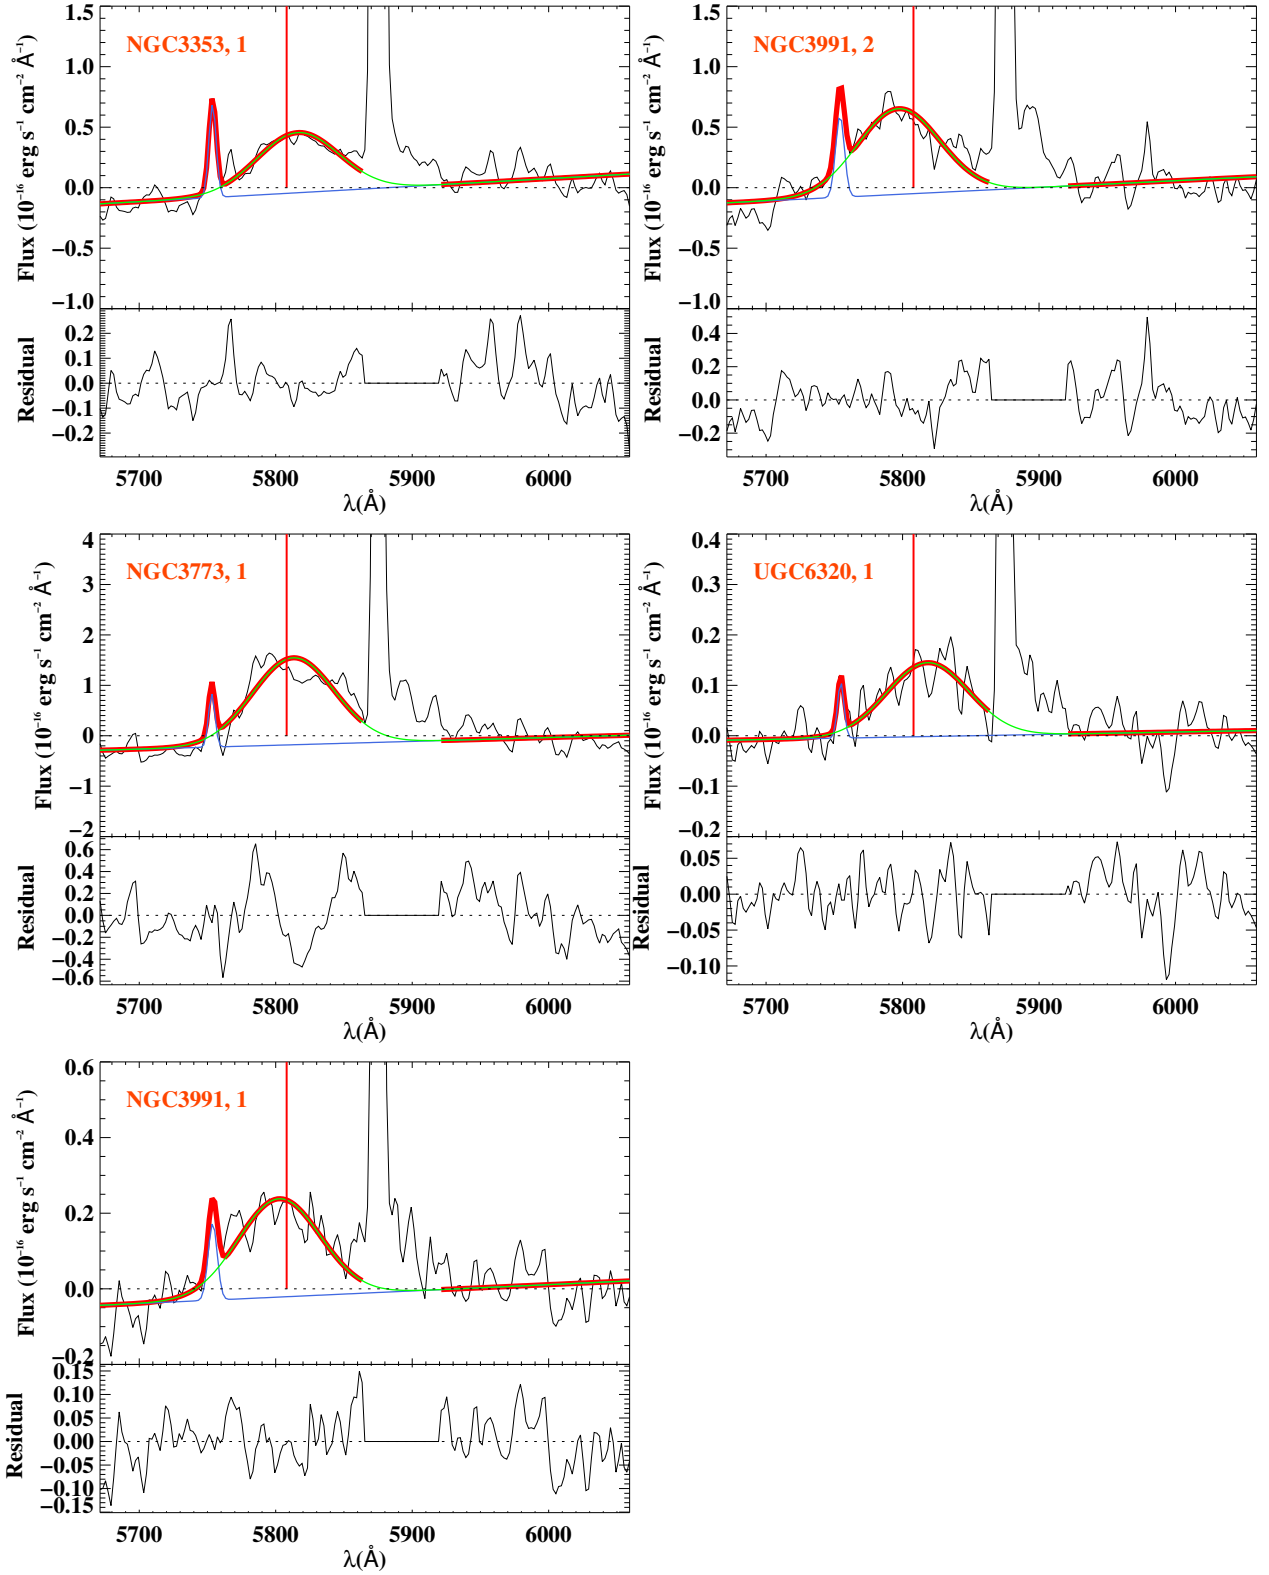 NGC3353, 1
Flux (10⁻¹⁶ erg s⁻¹ cm⁻² Å⁻¹)
1.5
1.0
0.5
0.0
−0.5
−1.0
Residual
0.2
0.1
0.0
−0.1
−0.2
5700 5800 5900 6000
λ(Å)
NGC3991, 2
Flux (10⁻¹⁶ erg s⁻¹ cm⁻² Å⁻¹)
1.5
1.0
0.5
0.0
−0.5
−1.0
Residual
0.4
0.2
0.0
−0.2
5700 5800 5900 6000
λ(Å)
NGC3773, 1
Flux (10⁻¹⁶ erg s⁻¹ cm⁻² Å⁻¹)
4
3
2
1
0
−1
−2
Residual
0.6
0.4
0.2
0.0
−0.2
−0.4
−0.6
5700 5800 5900 6000
λ(Å)
UGC6320, 1
Flux (10⁻¹⁶ erg s⁻¹ cm⁻² Å⁻¹)
0.4
0.3
0.2
0.1
0.0
−0.1
−0.2
Residual
0.05
0.00
−0.05
−0.10
5700 5800 5900 6000
λ(Å)
NGC3991, 1
Flux (10⁻¹⁶ erg s⁻¹ cm⁻² Å⁻¹)
0.6
0.4
0.2
0.0
−0.2
Residual
0.15
0.10
0.05
0.00
−0.05
−0.10
−0.15
5700 5800 5900 6000
λ(Å)